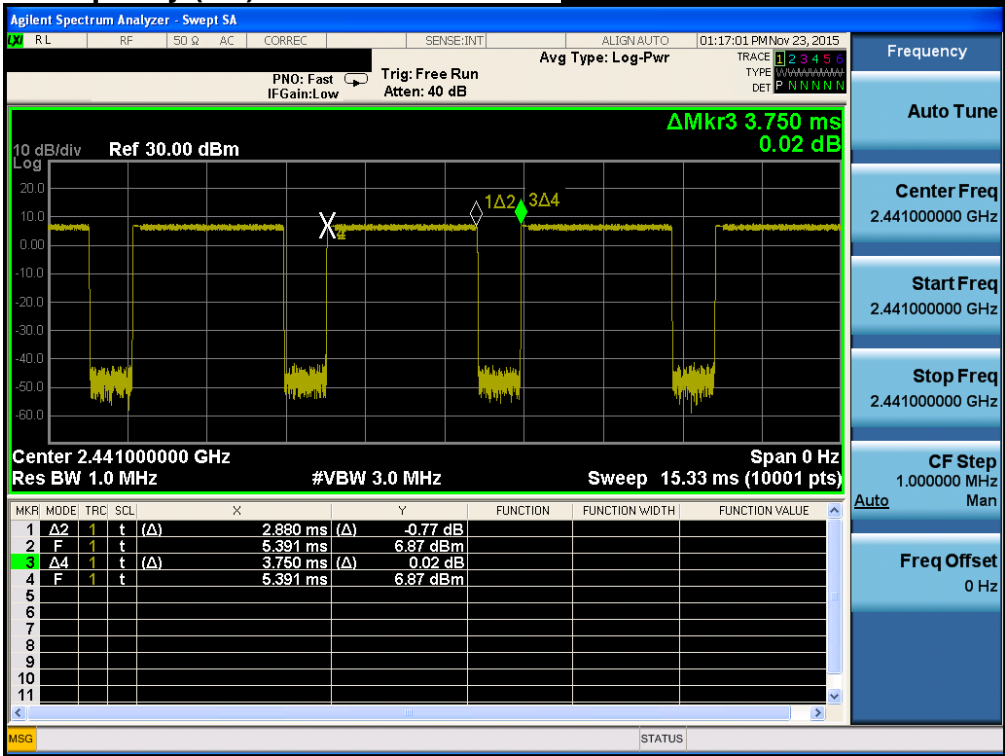 Agilent Spectrum Analyzer - Swept SA
LXI RL RF 50 Ω AC CORREC SENSE:INT ALIGN AUTO 01:17:01 PM Nov 23, 2015
Avg Type: Log-Pwr TRACE 1 2 3 4 5 6
PNO: Fast Trig: Free Run TYPE WWWWWW
IFGain:Low Atten: 40 dB DET P N N N N N
ΔMkr3 3.750 ms
0.02 dB
10 dB/div Ref 30.00 dBm
Log
20.0
1Δ2 3Δ4
10.0
0.00
-10.0
-20.0
-30.0
-40.0
-50.0
-60.0
Center 2.441000000 GHz Span 0 Hz
Res BW 1.0 MHz #VBW 3.0 MHz Sweep 15.33 ms (10001 pts)
MKR MODE TRC SCL X Y FUNCTION FUNCTION WIDTH FUNCTION VALUE
1 Δ2 1 t (Δ) 2.880 ms (Δ) -0.77 dB
2 F 1 t 5.391 ms 6.87 dBm
3 Δ4 1 t (Δ) 3.750 ms (Δ) 0.02 dB
4 F 1 t 5.391 ms 6.87 dBm
5
6
7
8
9
10
11
MSG STATUS
Frequency
Auto Tune
Center Freq
2.441000000 GHz
Start Freq
2.441000000 GHz
Stop Freq
2.441000000 GHz
CF Step
1.000000 MHz
Auto Man
Freq Offset
0 Hz